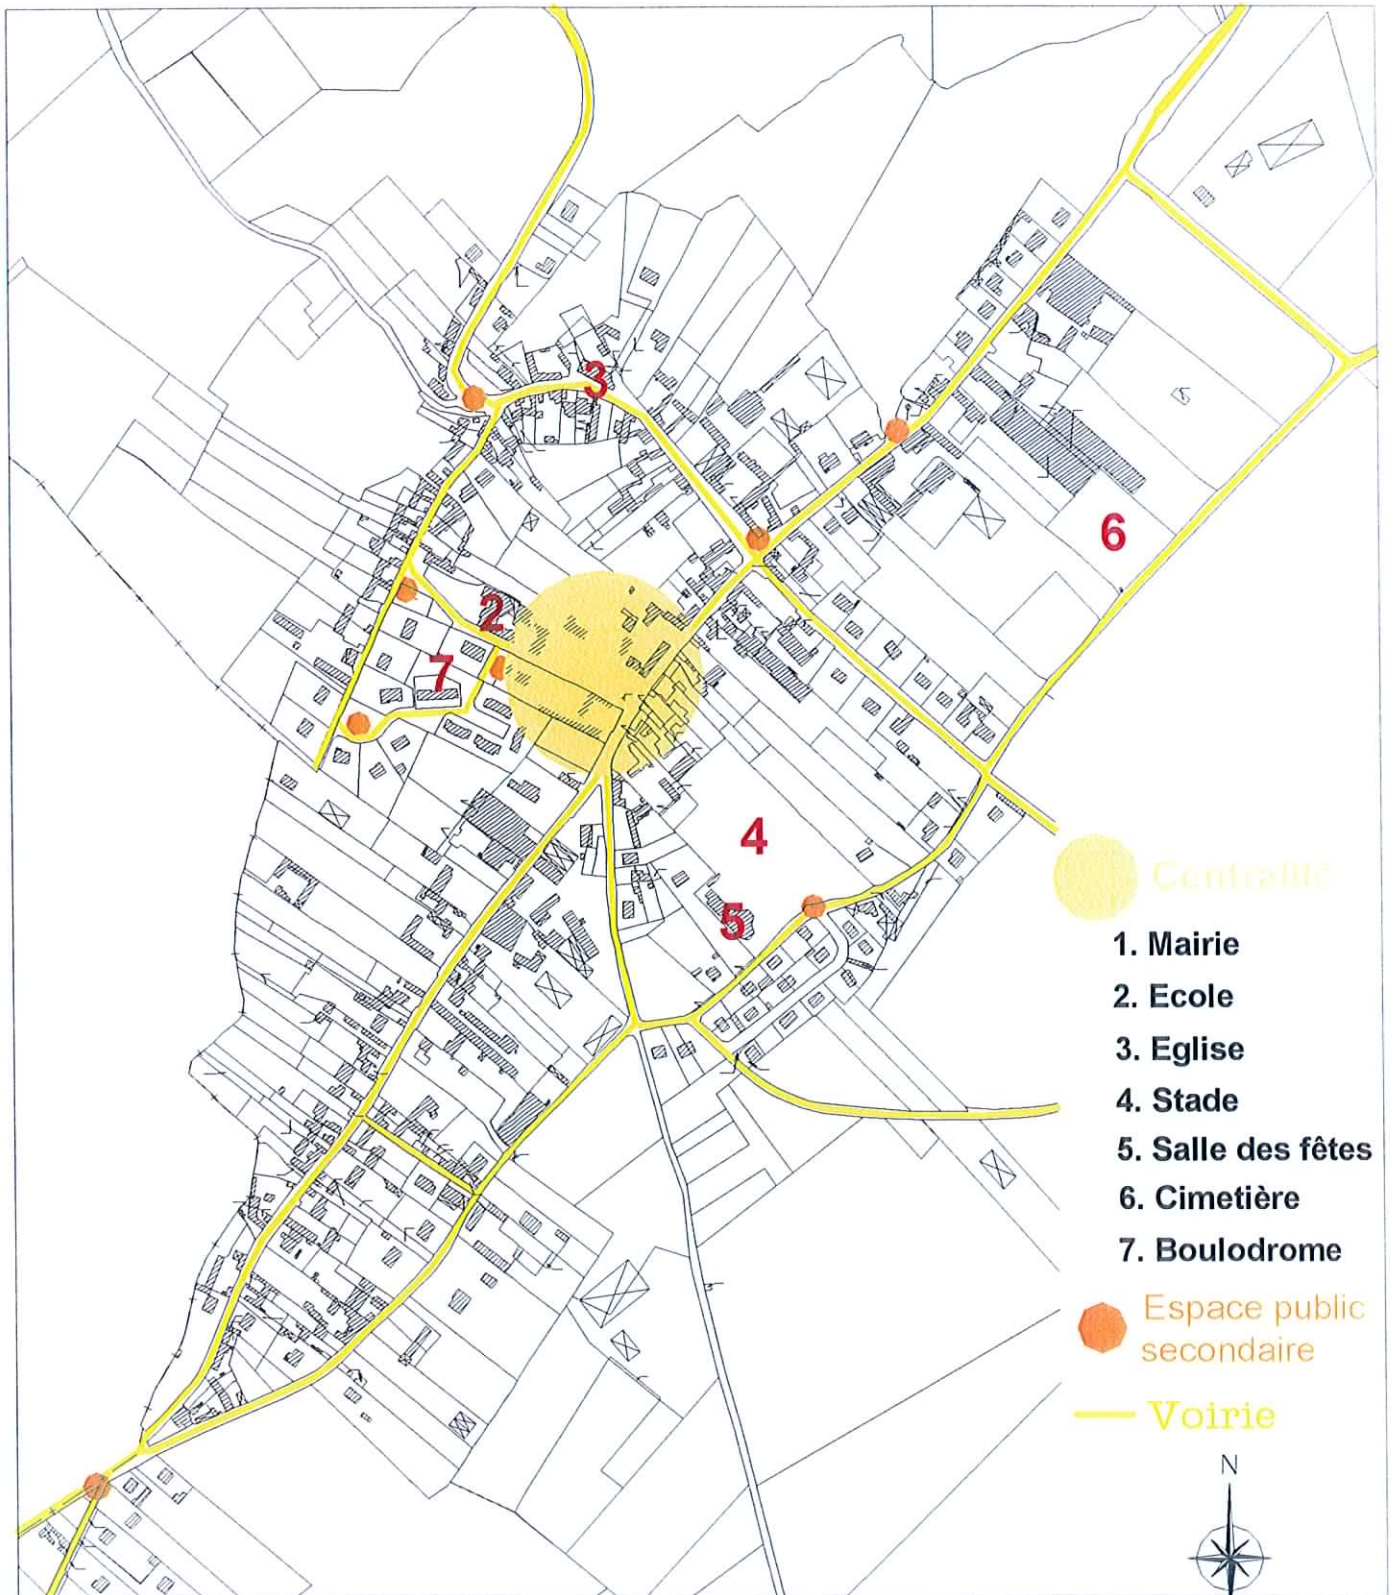 3
6
2
7
4
5
Centralité
1. Mairie
2. Ecole
3. Eglise
4. Stade
5. Salle des fêtes
6. Cimetière
7. Boulodrome
Espace public
secondaire
Voirie
N